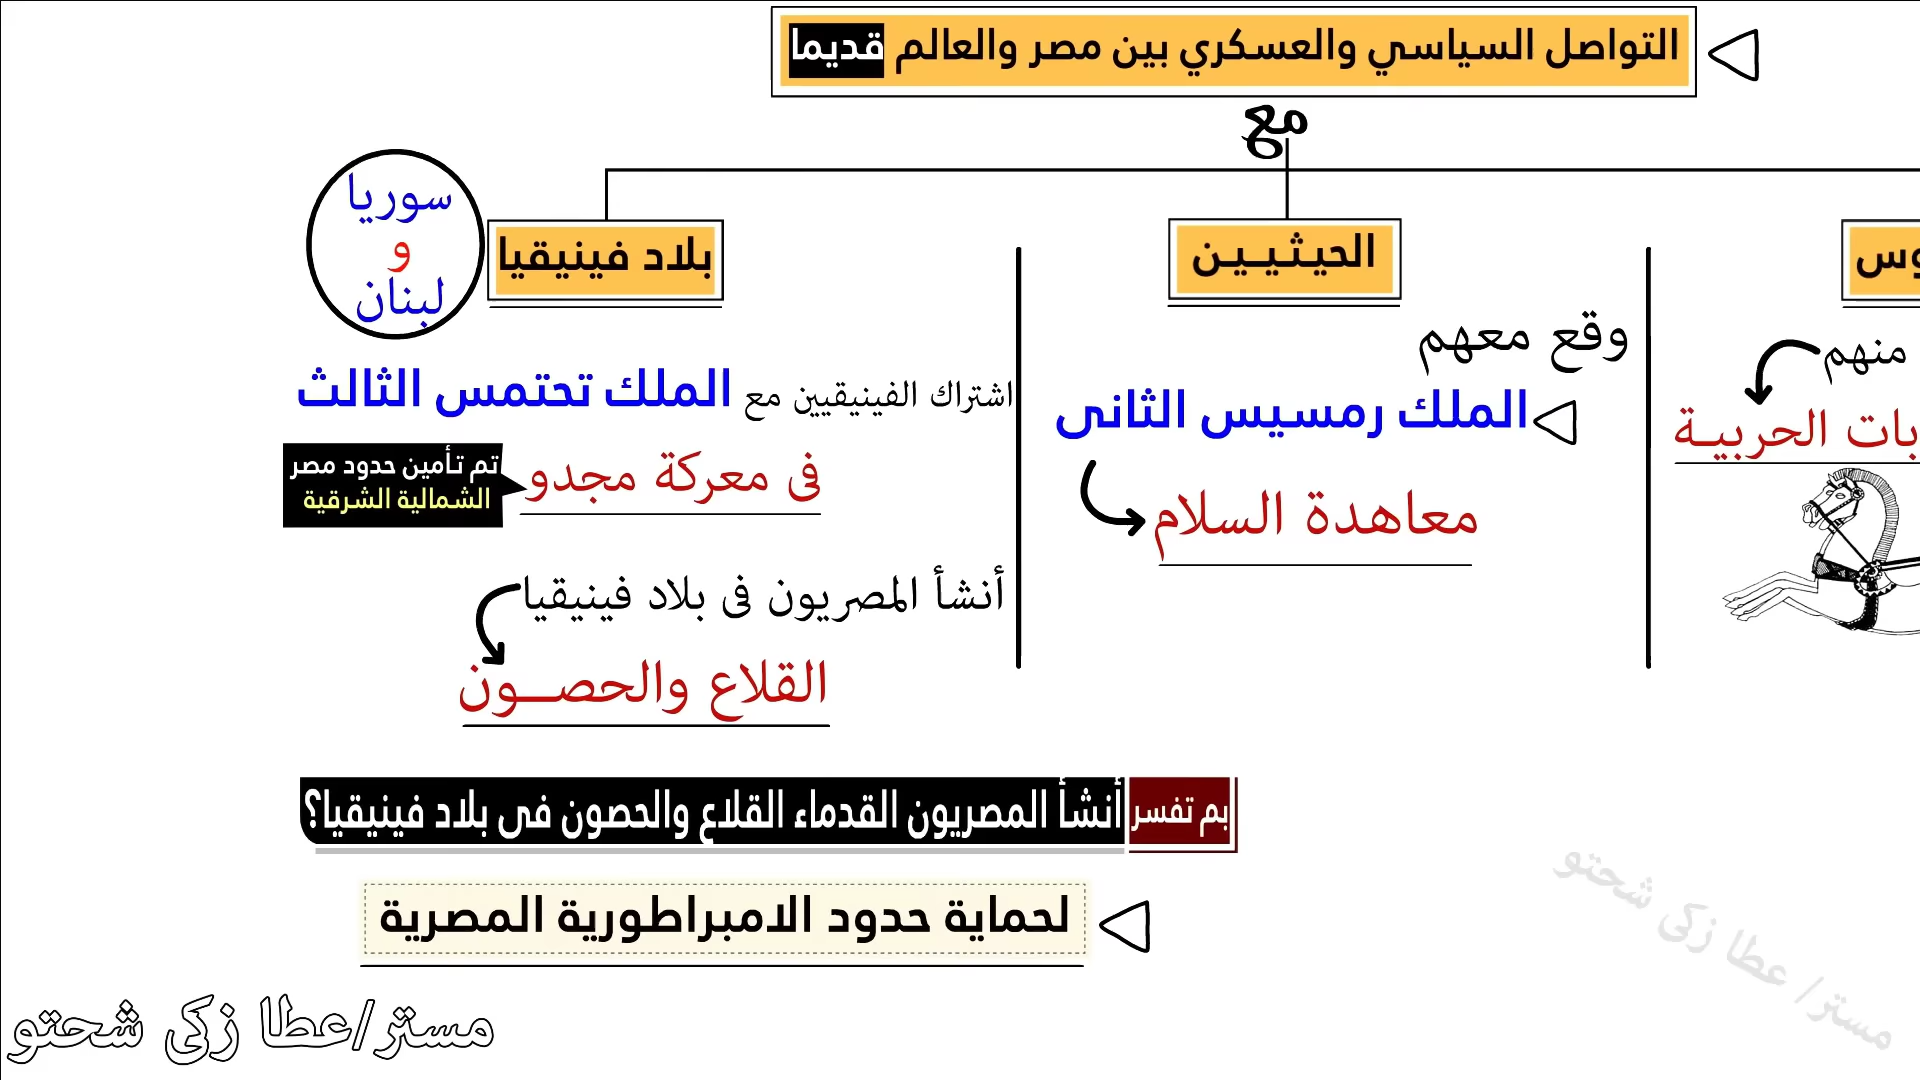 التواصل السياسي والعسكري بين مصر والعالم قديما
مع
منهم
الحربيـة
الحيـثـيـيـن
وقع معهم
الملك رمسيس الثانى
معاهدة السلام
بلاد فينيقيا
سوريا
و
لبنان
اشتراك الفينيقيين مع الملك تحتمس الثالث
فى معركة مجدو
تم تأمين حدود مصر
الشمالية الشرقية
أنشأ المصريون فى بلاد فينيقيا
القلاع والحصـــون
بم تفسر أنشأ المصريون القدماء القلاع والحصون فى بلاد فينيقيا؟
لحماية حدود الامبراطورية المصرية
مستر/عطا زكى شحتو
مستر/ عطا زكى شحتو